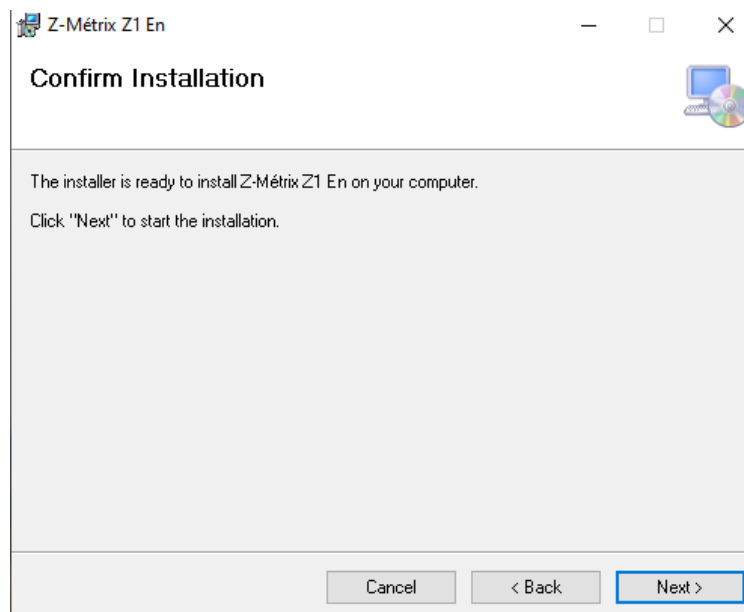 Z-Métrix Z1 En
Confirm Installation
The installer is ready to install Z-Métrix Z1 En on your computer.
Click "Next" to start the installation.
Cancel
< Back
Next >